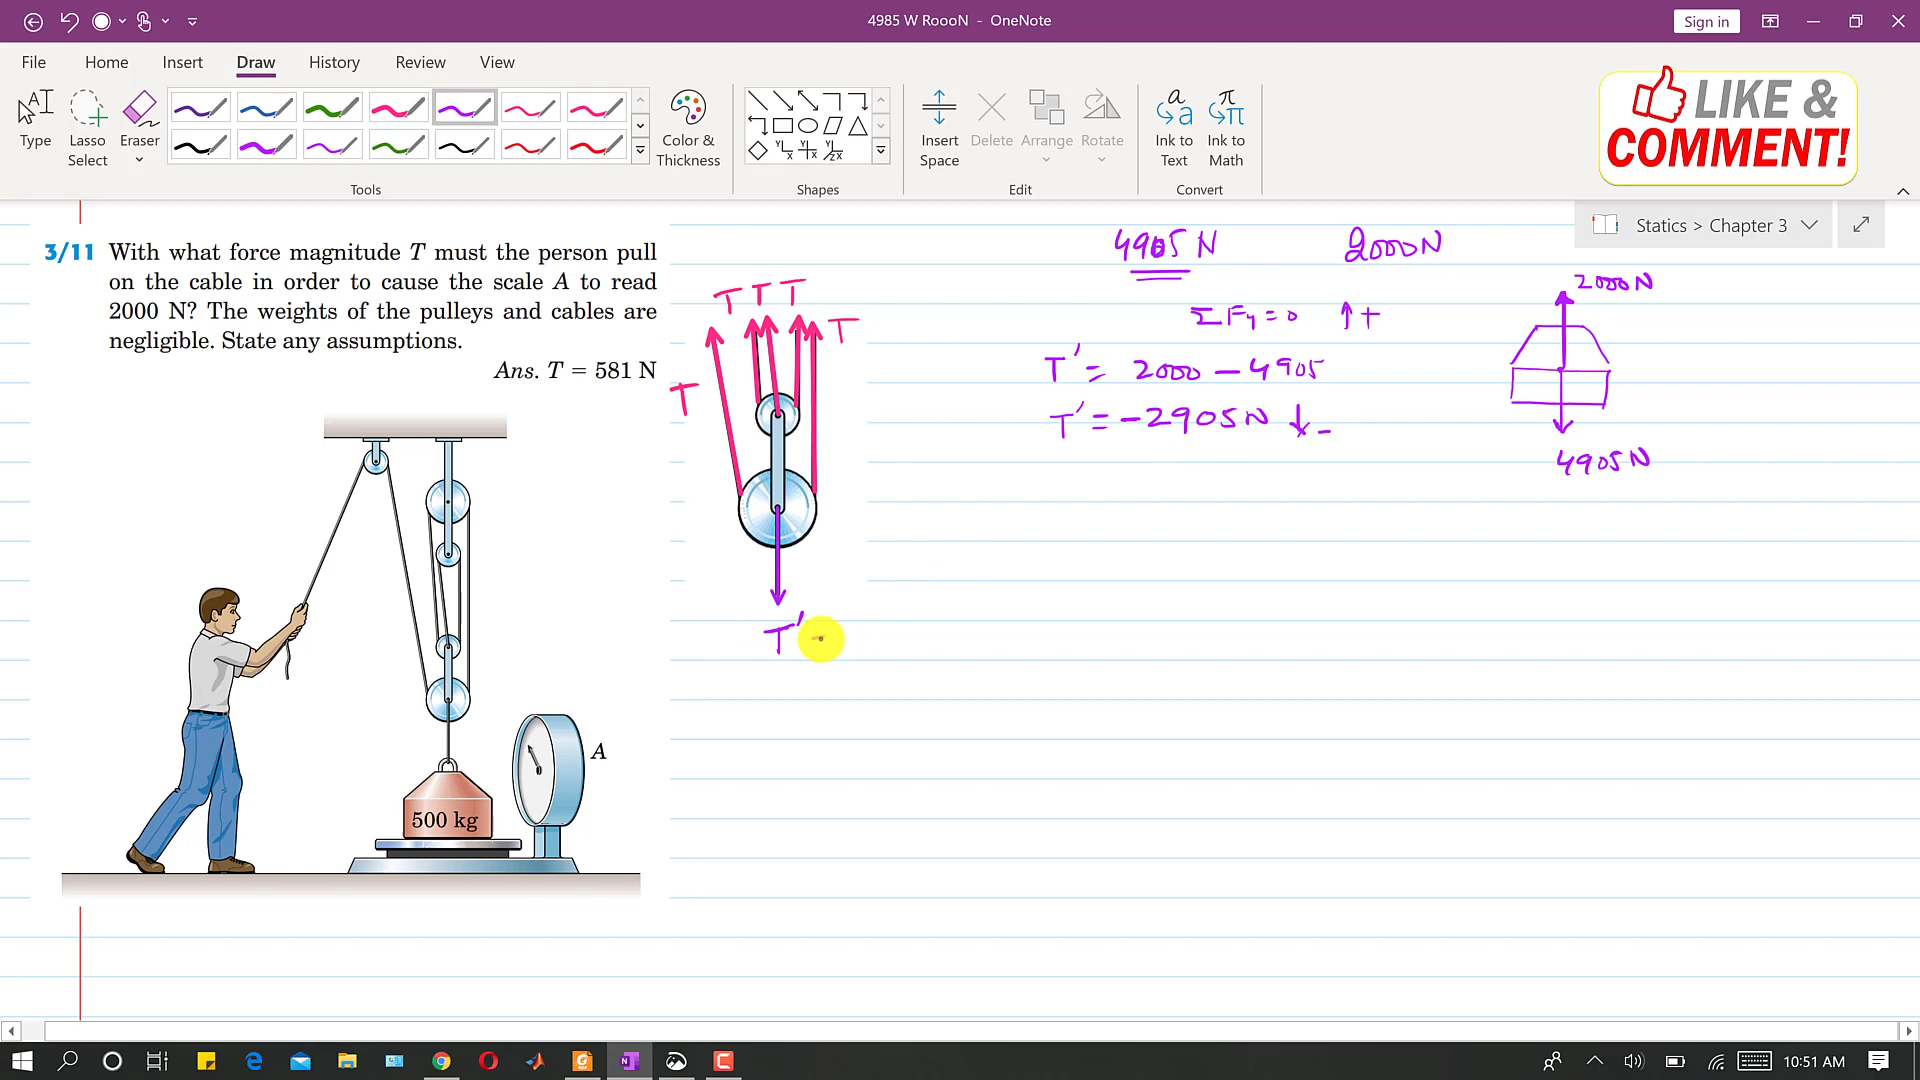 4985 W RoooN - OneNote
Sign in
File Home Insert Draw History Review View
Type
Lasso Select
Eraser
Color & Thickness
Insert Space
Delete
Arrange
Rotate
Ink to Text
Ink to Math
Tools
Shapes
Edit
Convert
LIKE &
COMMENT!
Statics > Chapter 3
3/11 With what force magnitude T must the person pull
on the cable in order to cause the scale A to read
2000 N? The weights of the pulleys and cables are
negligible. State any assumptions.
Ans. T = 581 N
A
500 kg
T T T
T
T
T'
4905 N
2000N
ΣFy = 0 ↑+
T' = 2000 - 4905
T' = -2905N ↓-
2000N
4905N
10:51 AM